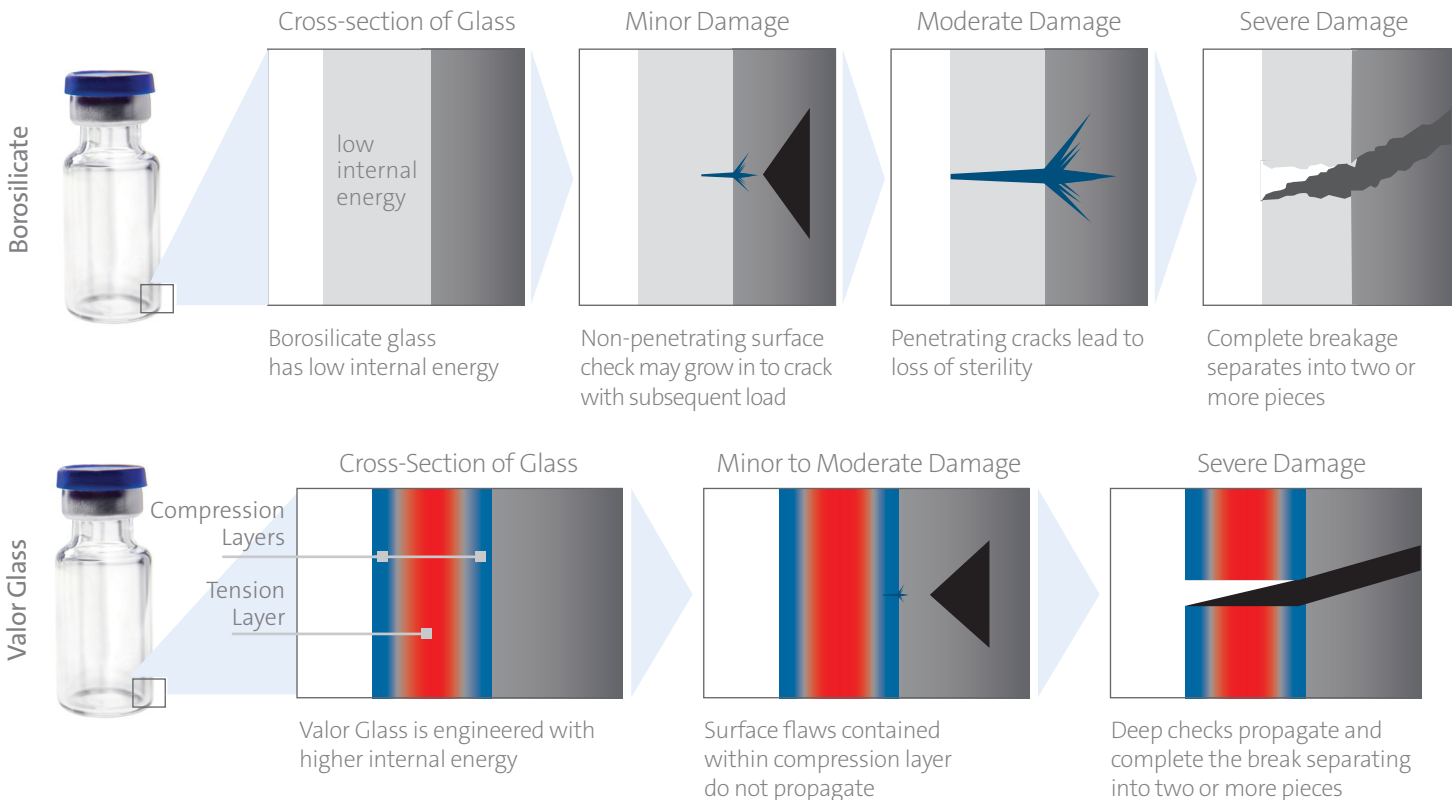 Cross-section of Glass
Minor Damage
Moderate Damage
Severe Damage
Borosilicate
low
internal
energy
Borosilicate glass
has low internal energy
Non-penetrating surface
check may grow in to crack
with subsequent load
Penetrating cracks lead to
loss of sterility
Complete breakage
separates into two or
more pieces
Cross-Section of Glass
Minor to Moderate Damage
Severe Damage
Valor Glass
Compression
Layers
Tension
Layer
Valor Glass is engineered with
higher internal energy
Surface flaws contained
within compression layer
do not propagate
Deep checks propagate and
complete the break separating
into two or more pieces